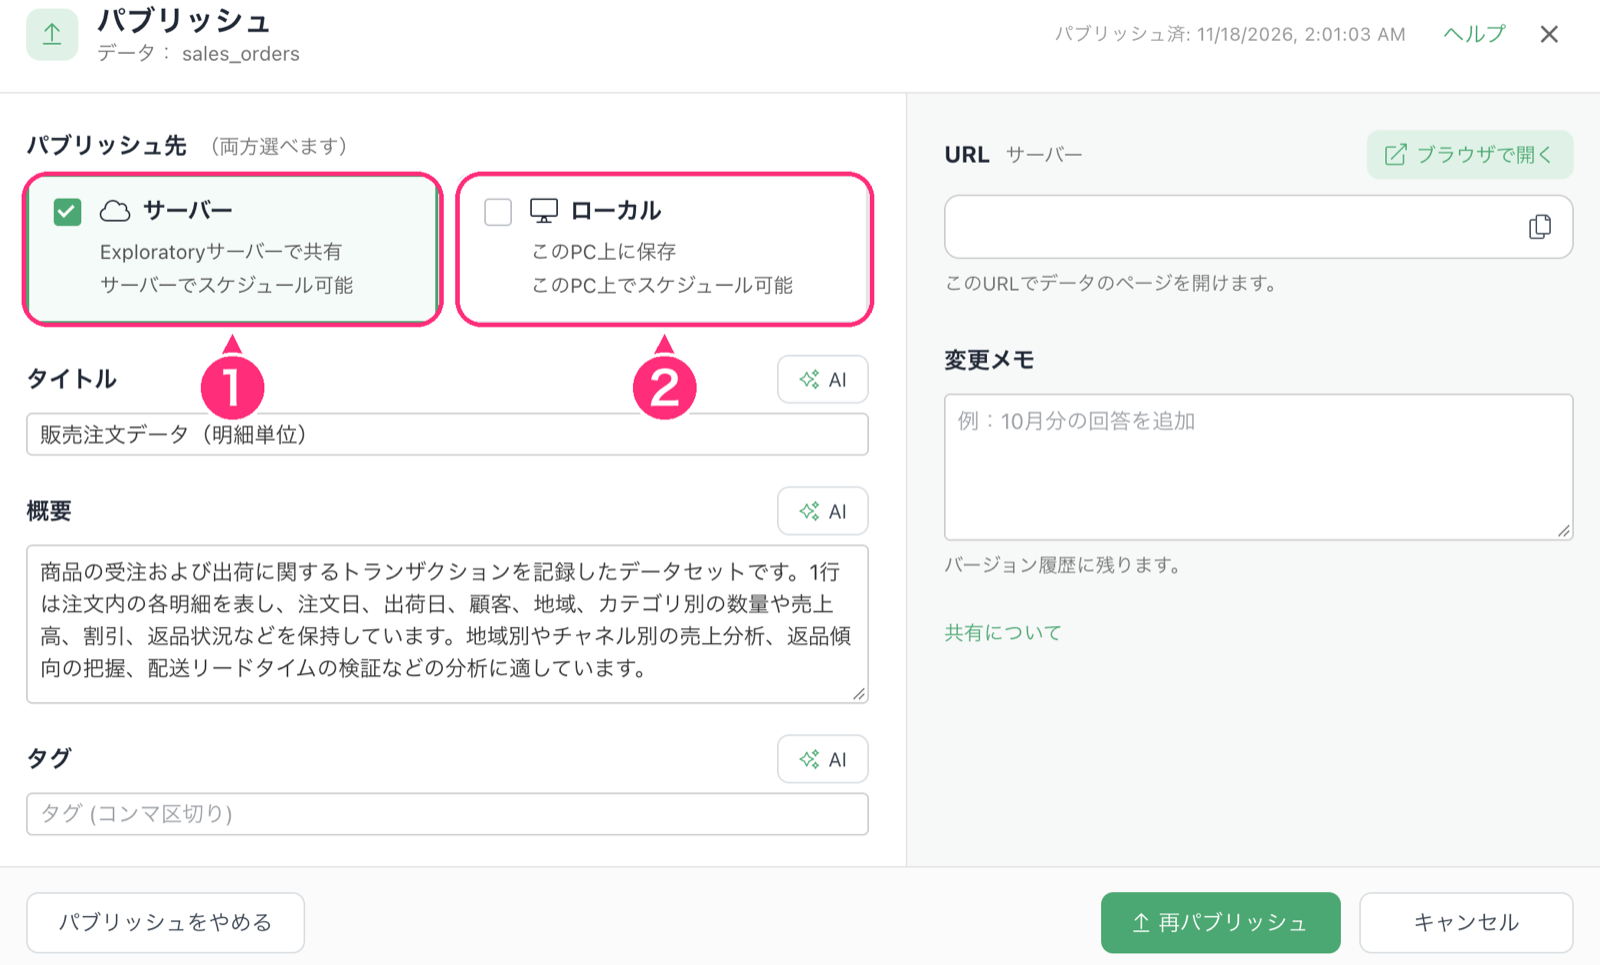 パブリッシュ
データ： sales_orders
パブリッシュ済: 11/18/2026, 2:01:03 AM
ヘルプ
パブリッシュ先 （両方選べます）
サーバー
Exploratoryサーバーで共有
サーバーでスケジュール可能
ローカル
このPC上に保存
このPC上でスケジュール可能
1
2
タイトル
AI
販売注文データ（明細単位）
概要
AI
商品の受注および出荷に関するトランザクションを記録したデータセットです。1行
は注文内の各明細を表し、注文日、出荷日、顧客、地域、カテゴリ別の数量や売上
高、割引、返品状況などを保持しています。地域別やチャネル別の売上分析、返品傾
向の把握、配送リードタイムの検証などの分析に適しています。
タグ
AI
タグ (コンマ区切り)
URL サーバー
ブラウザで開く
このURLでデータのページを開けます。
変更メモ
例：10月分の回答を追加
バージョン履歴に残ります。
共有について
パブリッシュをやめる
再パブリッシュ
キャンセル